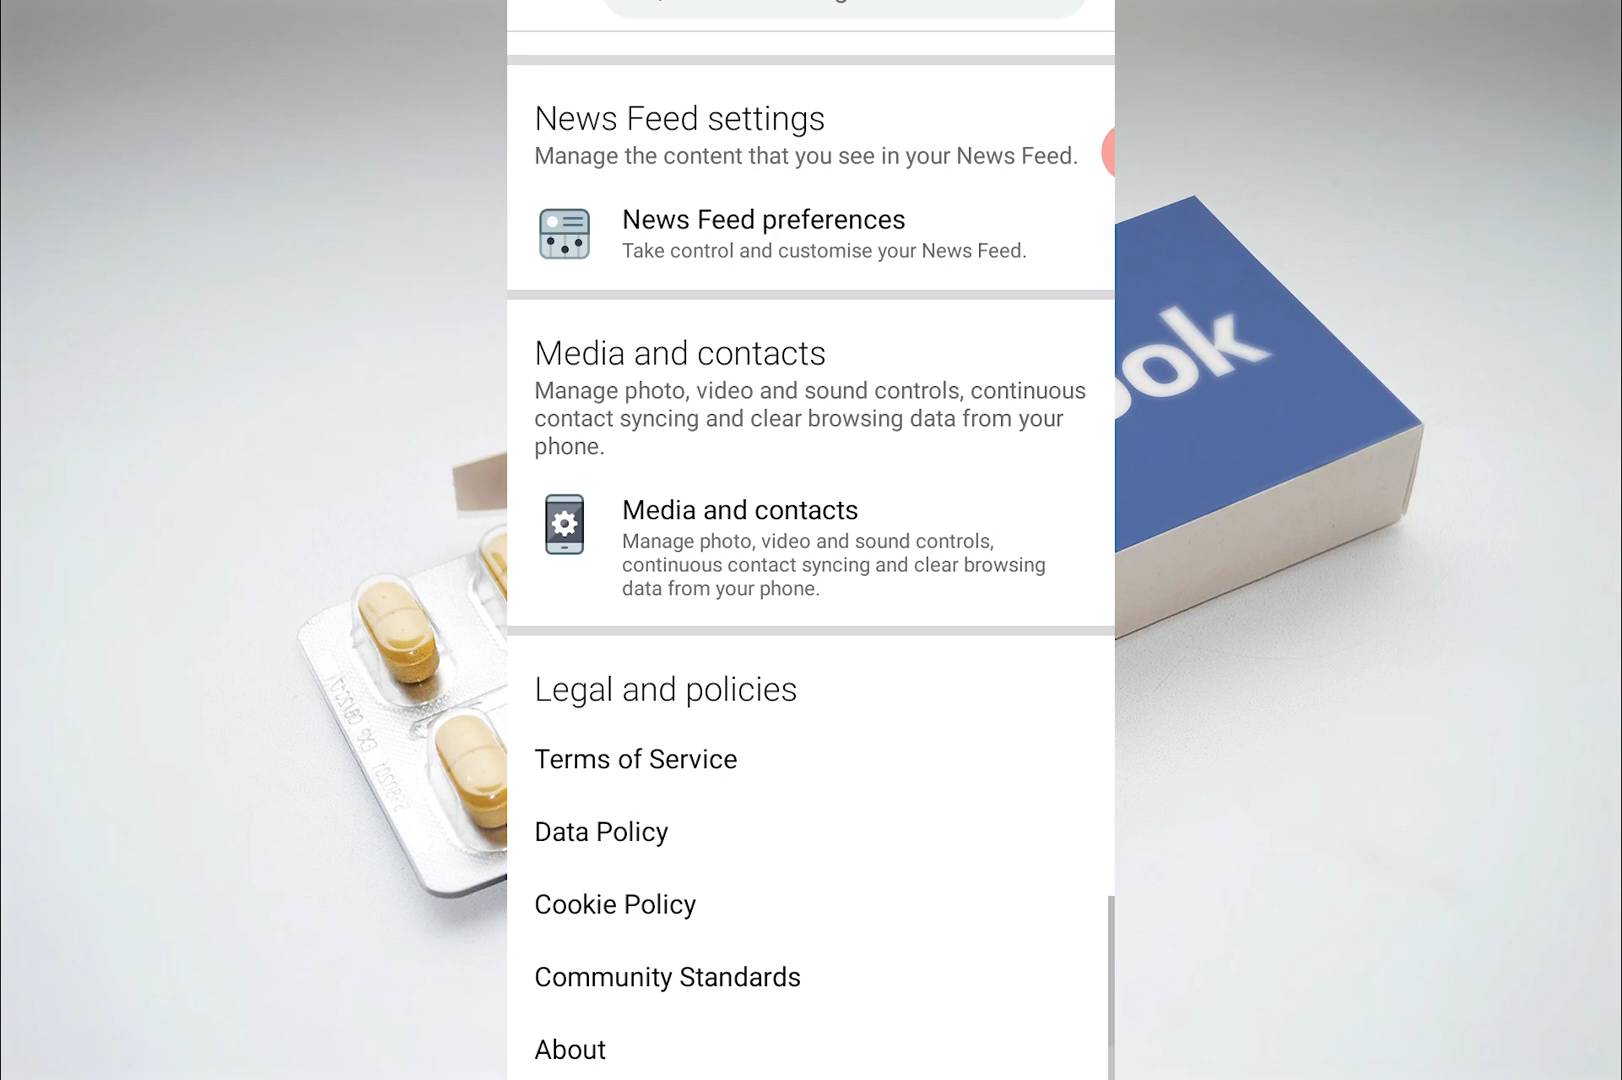 News Feed settings
Manage the content that you see in your News Feed.
News Feed preferences
Take control and customise your News Feed.
Media and contacts
Manage photo, video and sound controls, continuous
contact syncing and clear browsing data from your
phone.
Media and contacts
Manage photo, video and sound controls,
continuous contact syncing and clear browsing
data from your phone.
Legal and policies
Terms of Service
Data Policy
Cookie Policy
Community Standards
About
ook